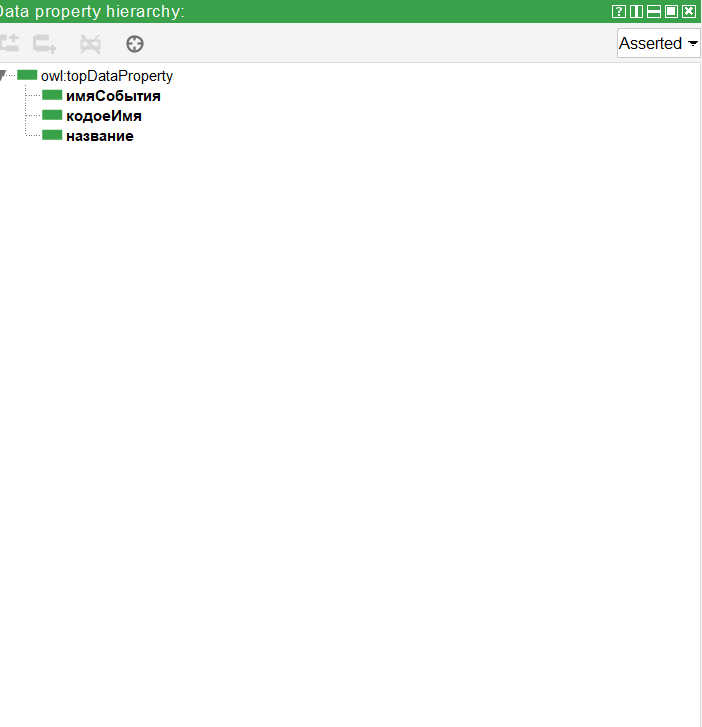 Data property hierarchy:
Asserted
owl:topDataProperty
имяСобытия
кодоеИмя
название